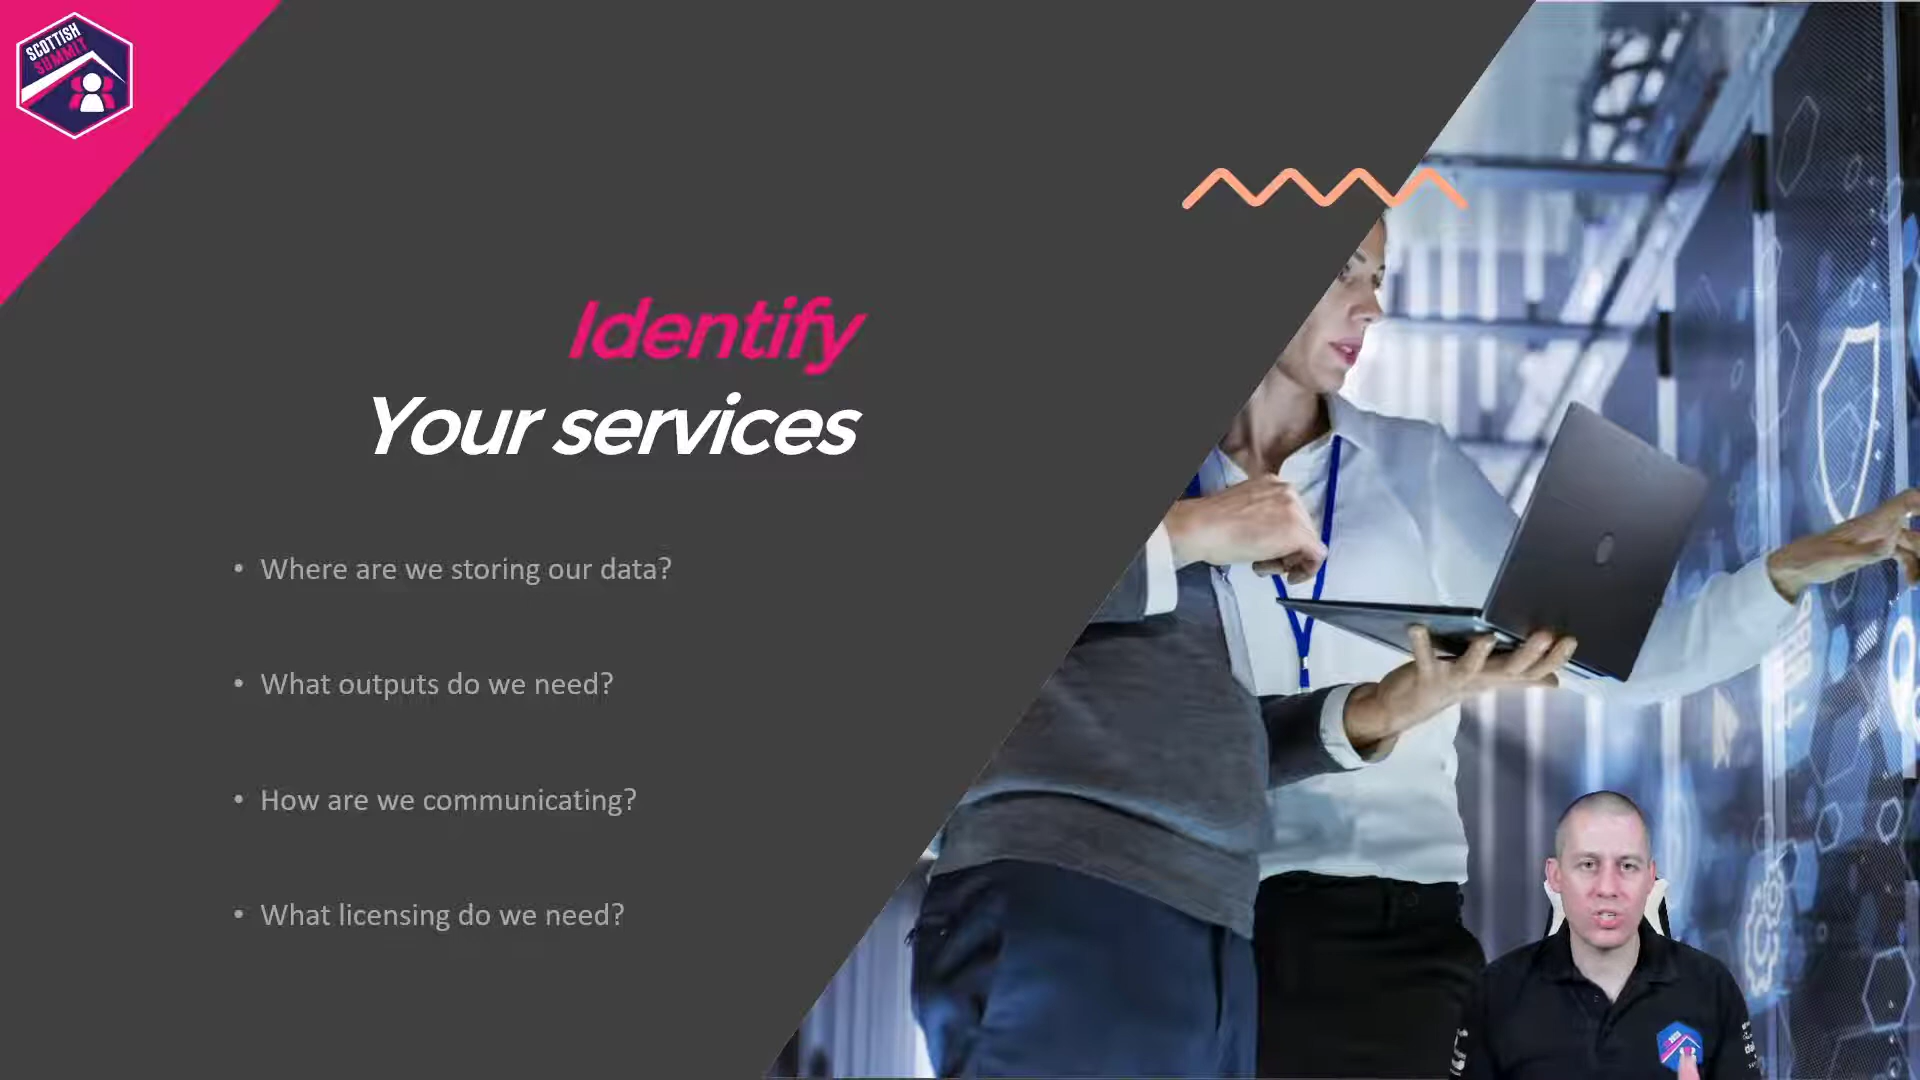 SCOTTISH
SUMMIT
Identify
Your services
• Where are we storing our data?
• What outputs do we need?
• How are we communicating?
• What licensing do we need?